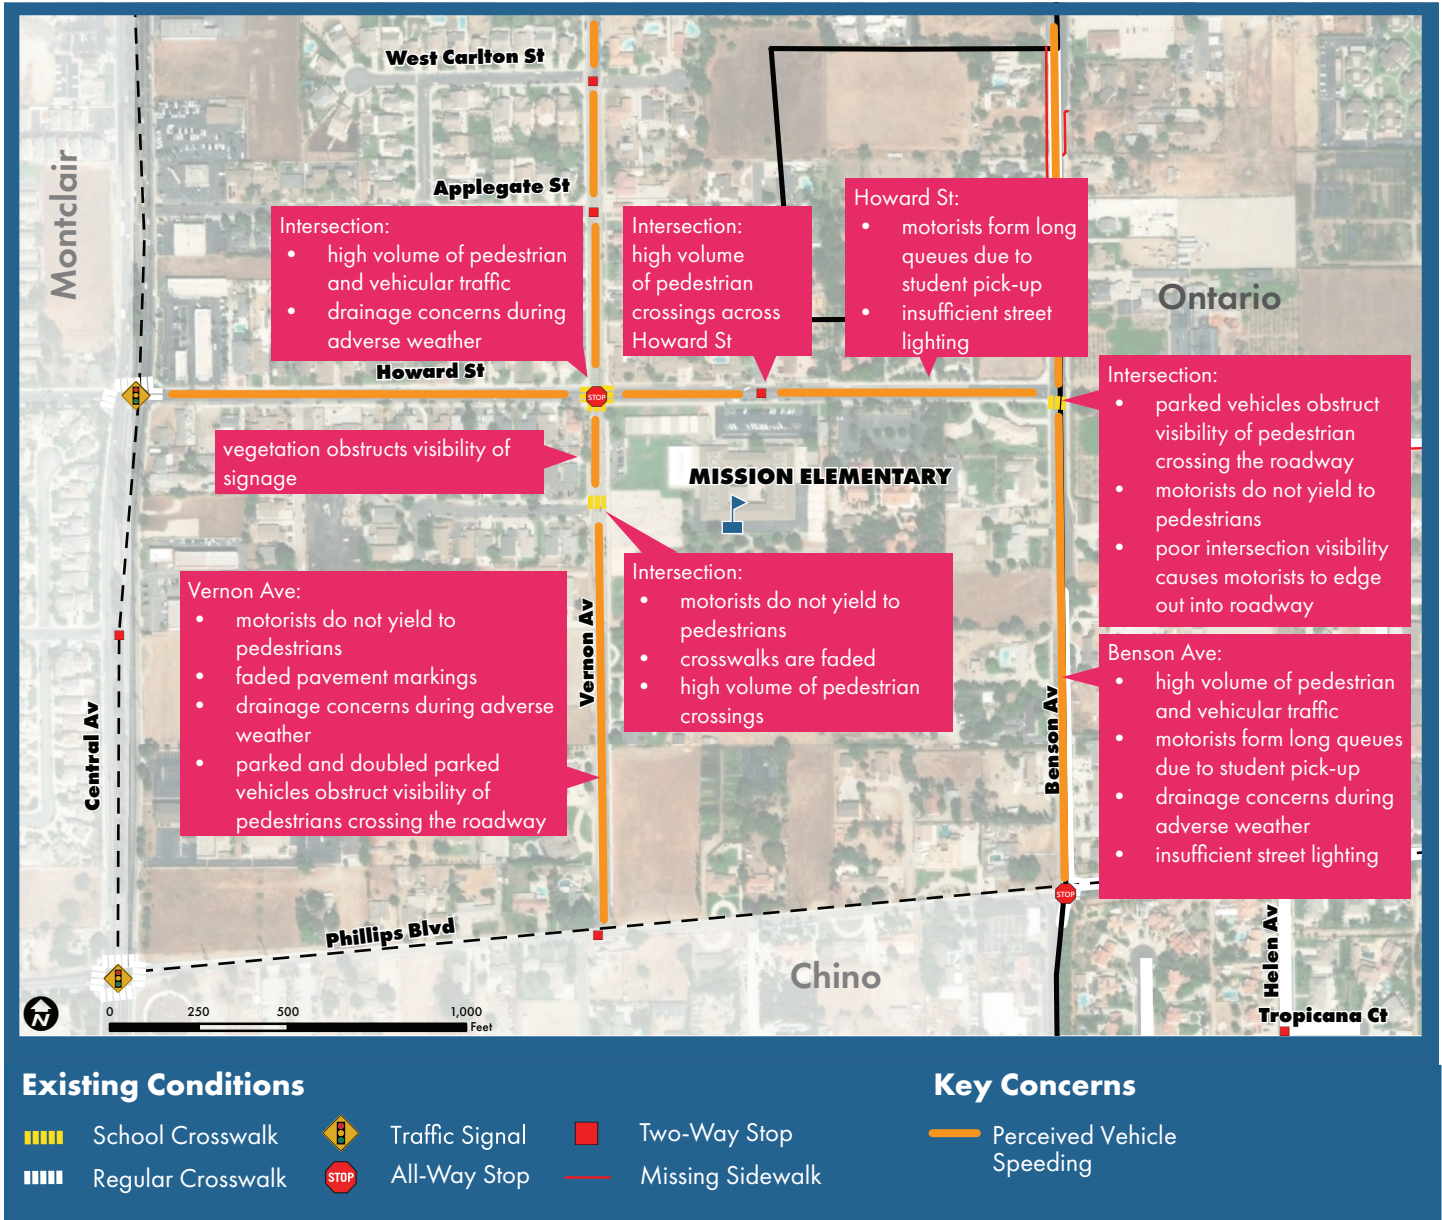 West Carlton St
Applegate St
Montclair
Intersection:
• high volume of pedestrian
and vehicular traffic
• drainage concerns during
adverse weather
Intersection:
high volume
of pedestrian
crossings across
Howard St
Howard St:
• motorists form long
queues due to
student pick-up
• insufficient street
lighting
Ontario
Howard St
STOP
Intersection:
• parked vehicles obstruct
visibility of pedestrian
crossing the roadway
• motorists do not yield to
pedestrians
• poor intersection visibility
causes motorists to edge
out into roadway
vegetation obstructs visibility of
signage
MISSION ELEMENTARY
Vernon Ave:
• motorists do not yield to
pedestrians
• faded pavement markings
• drainage concerns during adverse
weather
• parked and doubled parked
vehicles obstruct visibility of
pedestrians crossing the roadway
Vernon Av
Intersection:
• motorists do not yield to
pedestrians
• crosswalks are faded
• high volume of pedestrian
crossings
Benson Ave:
• high volume of pedestrian
and vehicular traffic
• motorists form long queues
due to student pick-up
• drainage concerns during
adverse weather
• insufficient street lighting
Central Av
Benson Av
STOP
Phillips Blvd
Chino
Helen Av
Tropicana Ct
N
0 250 500 1,000
Feet
Existing Conditions
School Crosswalk
Traffic Signal
Two-Way Stop
Regular Crosswalk
STOP
All-Way Stop
Missing Sidewalk
Key Concerns
Perceived Vehicle
Speeding